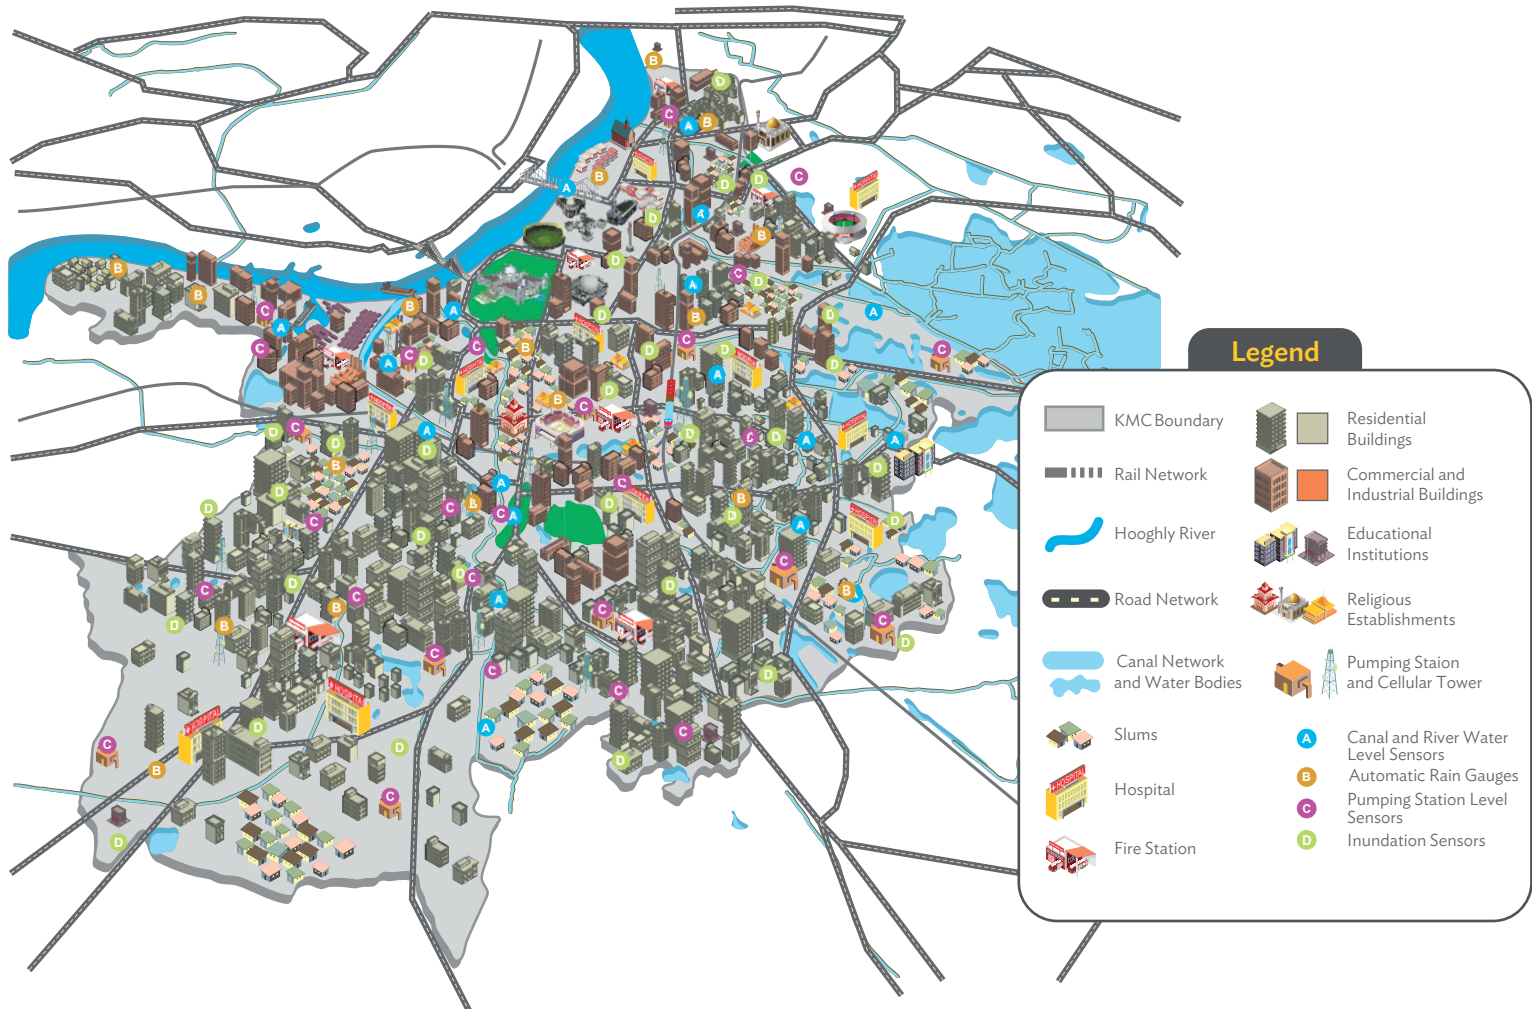 Legend
KMC Boundary
Rail Network
Hooghly River
Road Network
Canal Network
and Water Bodies
Slums
HOSPITAL
Hospital
Fire Station
Residential
Buildings
Commercial and
Industrial Buildings
Educational
Institutions
Religious
Establishments
Pumping Staion
and Cellular Tower
A
Canal and River Water
Level Sensors
B
Automatic Rain Gauges
C
Pumping Station Level
Sensors
D
Inundation Sensors